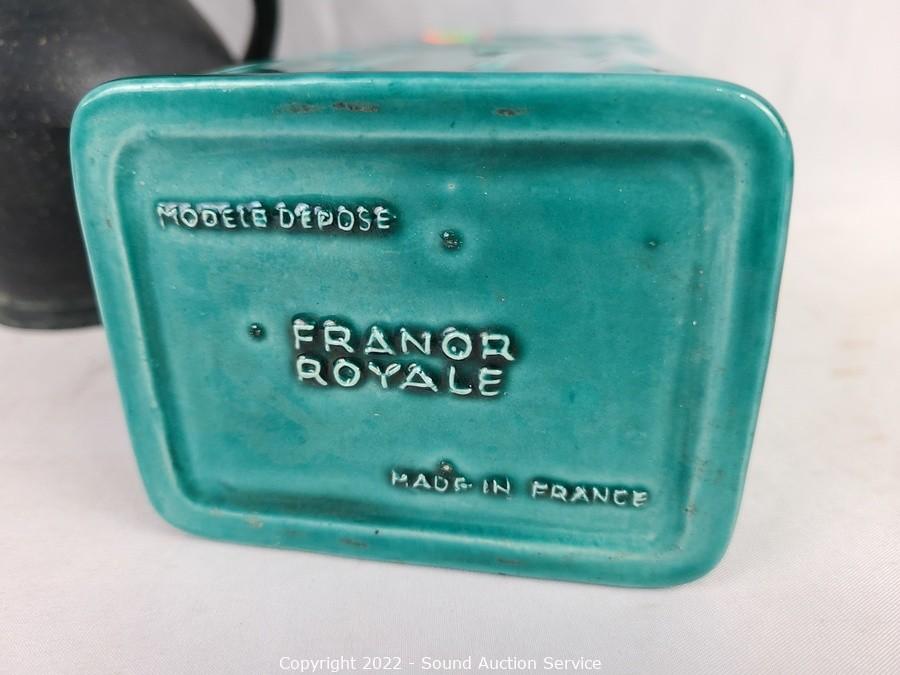 MODELE DEPOSE
FRANOR
ROYALE
MADE IN FRANCE
Copyright 2022 - Sound Auction Service